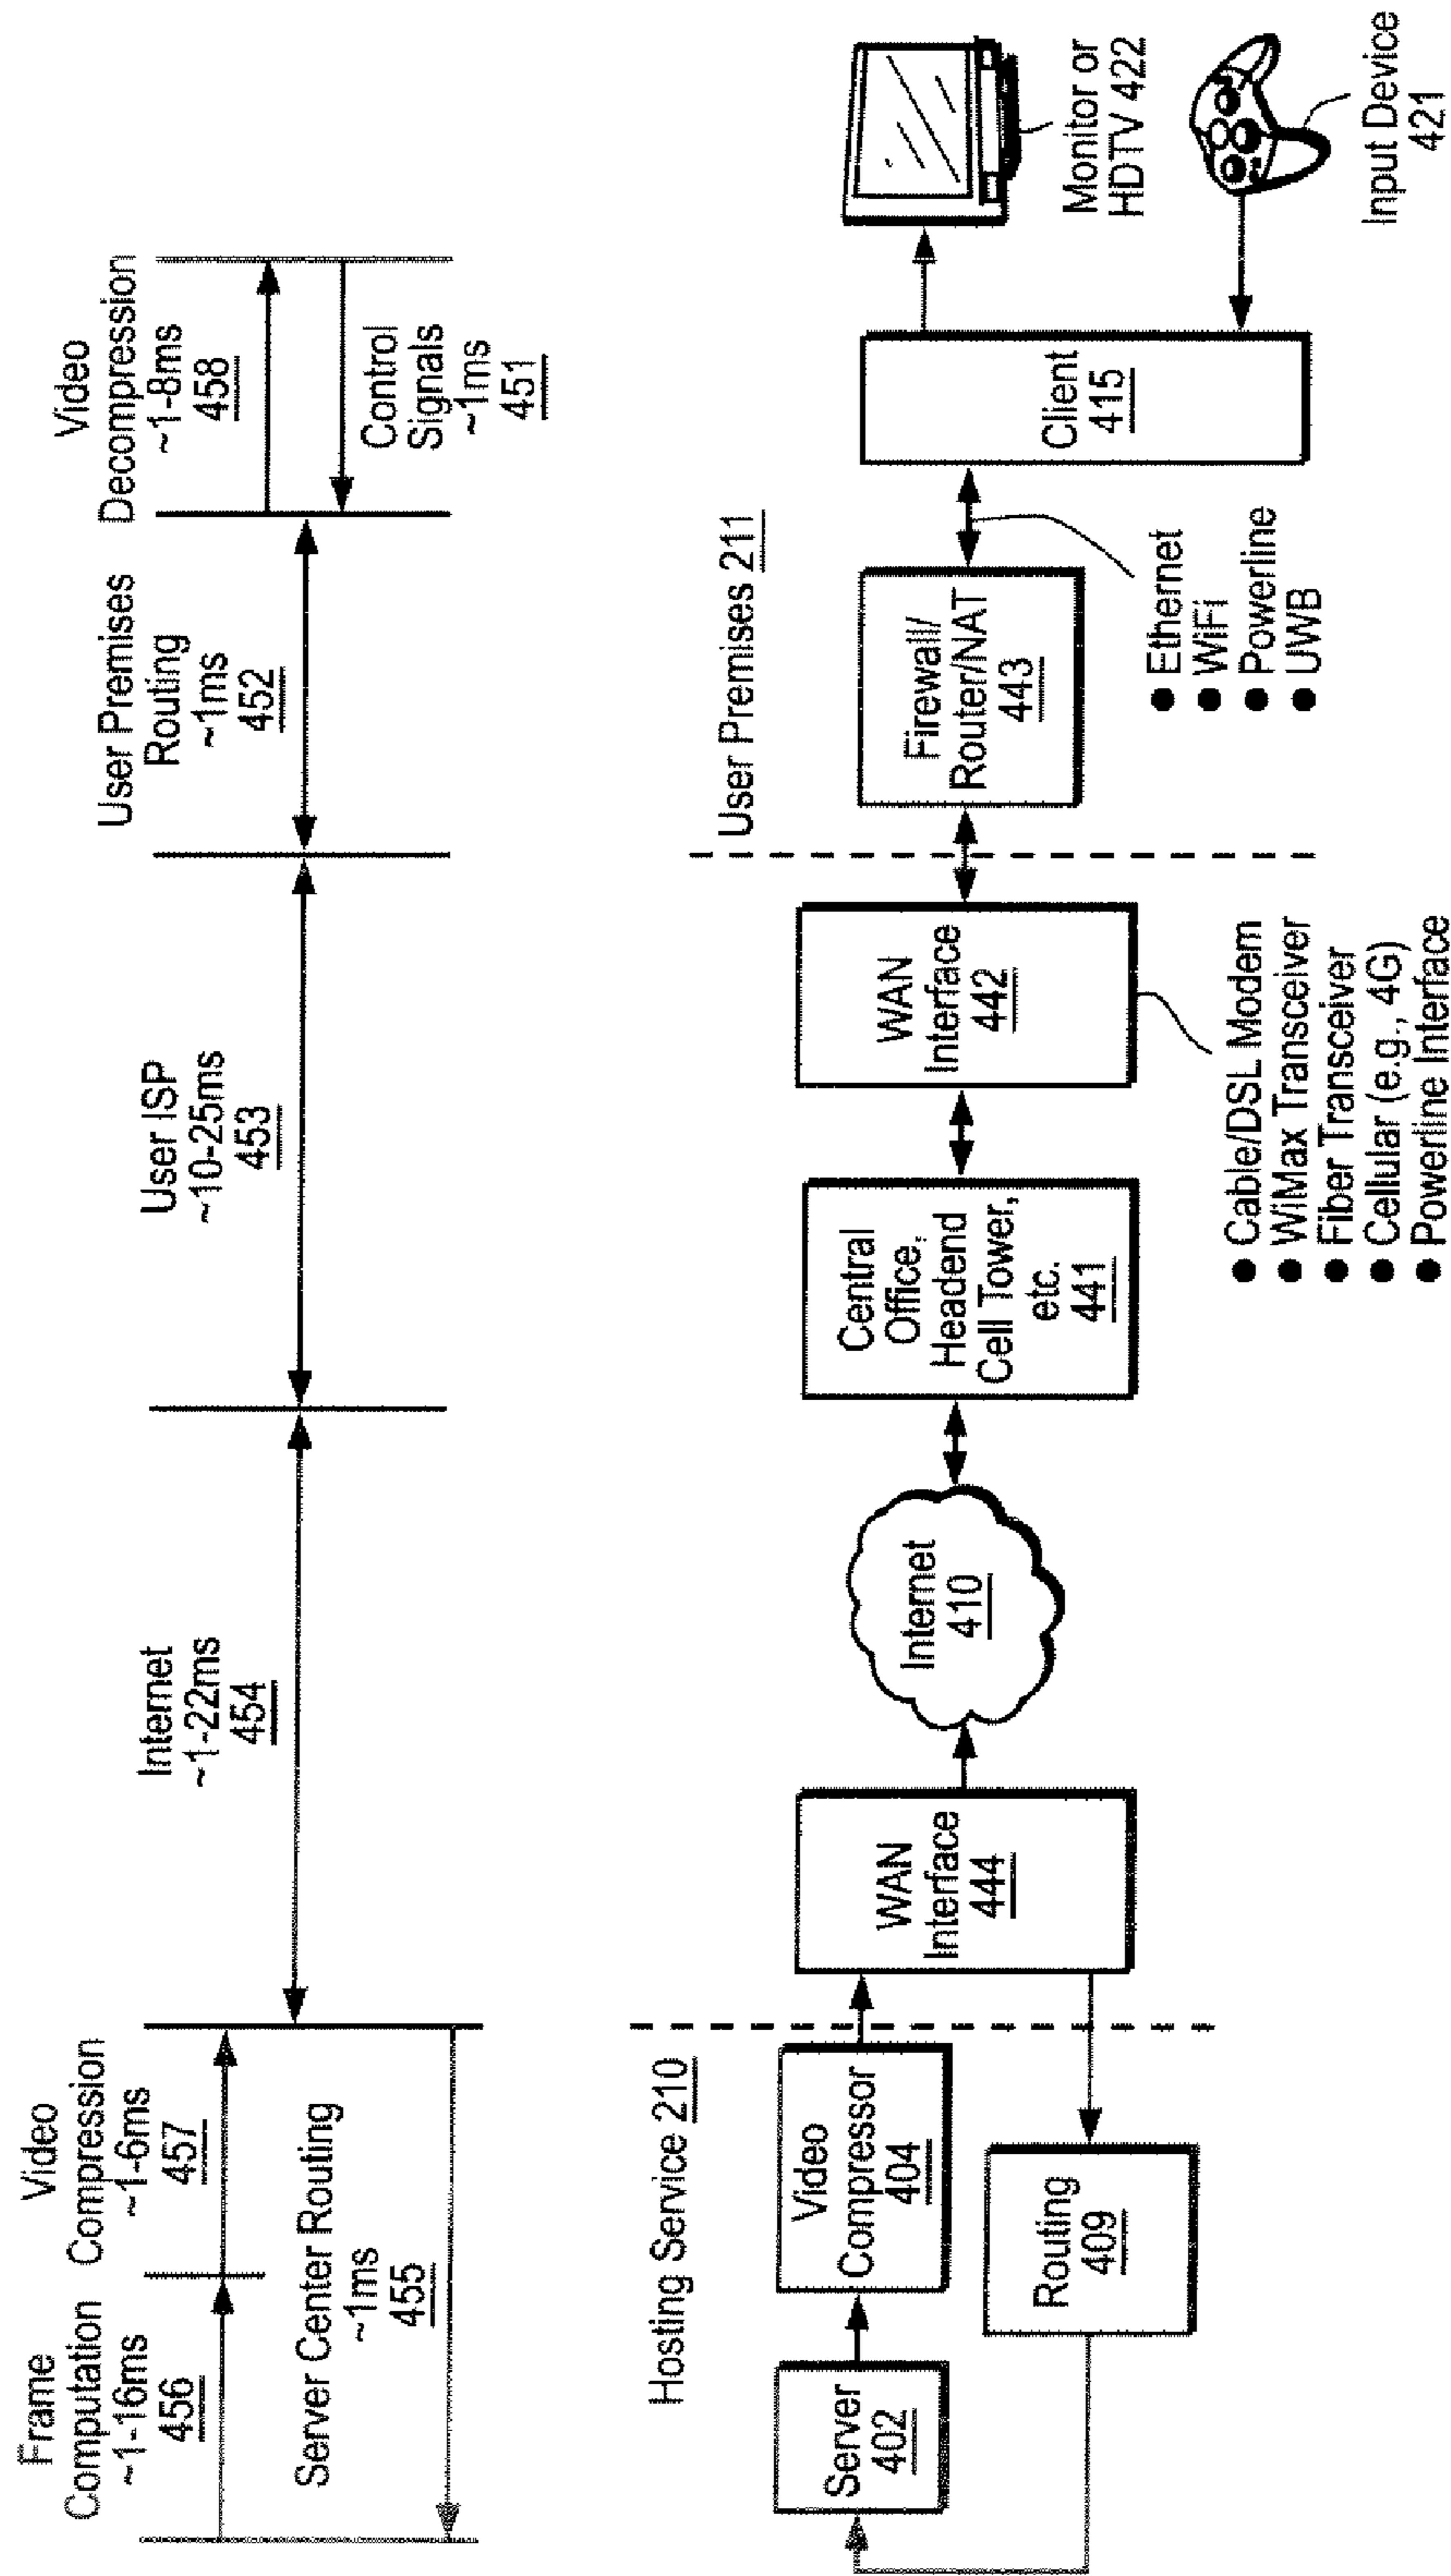 Frame
Computation
~1-16ms
456
Video
Compression
~1-6ms
457
Server Center Routing
~1ms
455
Internet
~1-22ms
454
User ISP
~10-25ms
453
User Premises
Routing
~1ms
452
Video
Decompression
~1-8ms
458
Control
Signals
~1ms
451
Hosting Service 210
Server
402
Video
Compressor
404
Routing
409
WAN
Interface
444
Internet
410
Central
Office,
Headend
Cell Tower,
etc.
441
WAN
Interface
442
● Cable/DSL Modem
● WiMax Transceiver
● Fiber Transceiver
● Cellular (e.g., 4G)
● Powerline Interface
User Premises 211
Firewall/
Router/NAT
443
● Ethernet
● WiFi
● Powerline
● UWB
Client
415
Monitor or
HDTV 422
Input Device
421